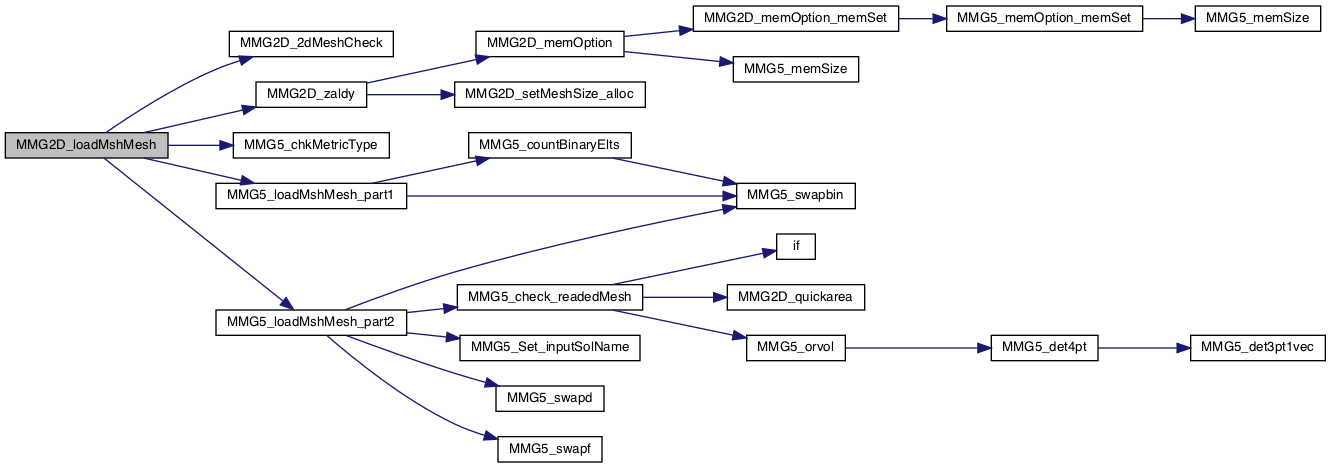 MMG2D_loadMshMesh
MMG2D_2dMeshCheck
MMG2D_zaldy
MMG5_chkMetricType
MMG5_loadMshMesh_part1
MMG5_loadMshMesh_part2
MMG2D_memOption
MMG2D_setMeshSize_alloc
MMG5_countBinaryElts
MMG5_check_readedMesh
MMG5_Set_inputSolName
MMG5_swapd
MMG5_swapf
MMG2D_memOption_memSet
MMG5_memSize
MMG5_swapbin
if
MMG2D_quickarea
MMG5_orvol
MMG5_memOption_memSet
MMG5_det4pt
MMG5_memSize
MMG5_det3pt1vec